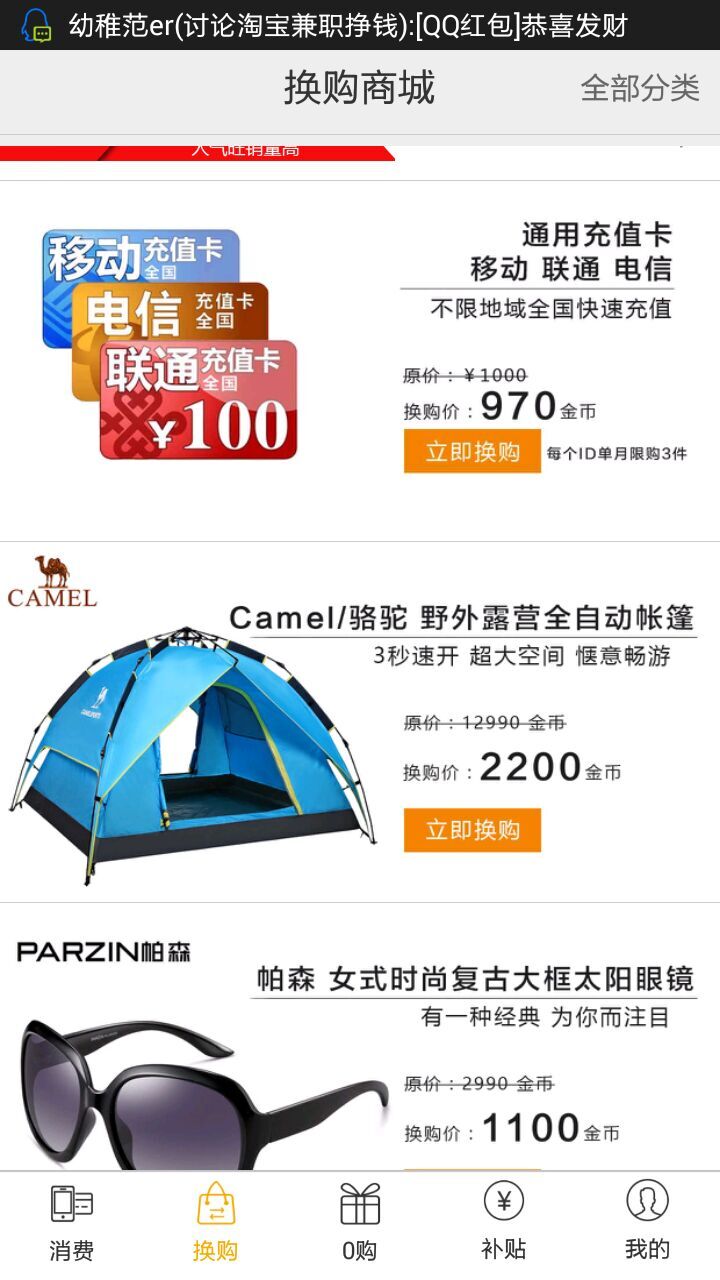 幼稚范er(讨论淘宝兼职挣钱):[QQ红包]恭喜发财
换购商城
全部分类
人气旺销量高
移动充值卡
全国
电信 充值卡
全国
联通充值卡
全国
¥100
通用充值卡
移动 联通 电信
不限地域全国快速充值
原价：¥1000
换购价：970金币
立即换购 每个ID单月限购3件
CAMEL
Camel/骆驼 野外露营全自动帐篷
3秒速开 超大空间 惬意畅游
原价：12990 金币
换购价：2200金币
立即换购
PARZIN帕森
帕森 女式时尚复古大框太阳眼镜
有一种经典 为你而注目
原价：2990 金币
换购价：1100金币
消费
换购
0购
补贴
我的